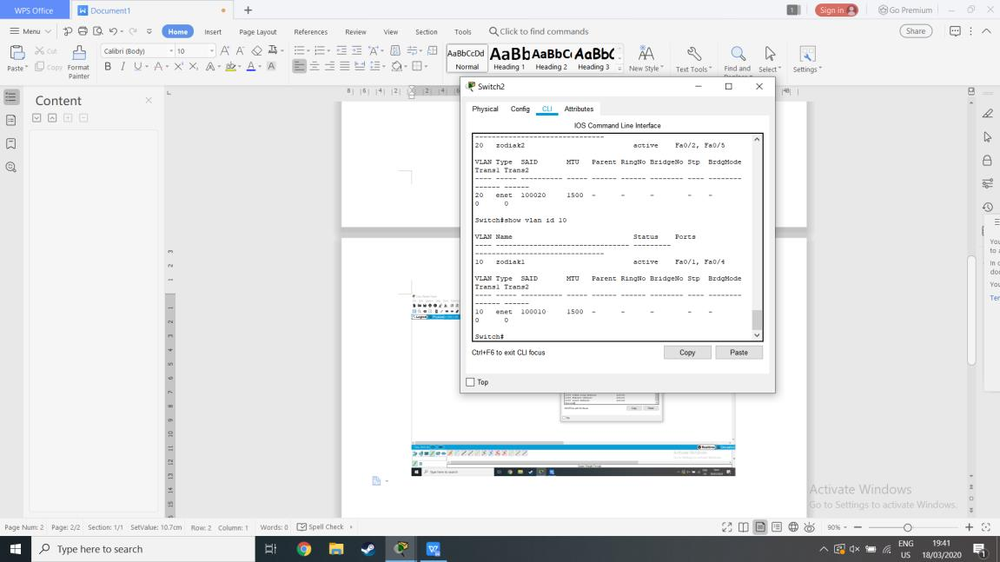 WPS Office
Document1
1
Sign in
Go Premium
Menu
Home
Insert
Page Layout
References
Review
View
Section
Tools
Click to find commands
Share
Paste
Cut
Copy
Format
Painter
Calibri (Body)
10
AaBbCcDd
Normal
AaBb
Heading 1
AaBbC
Heading 2
AaBbC
Heading 3
New Style
Text Tools
Find and
Replace
Select
Settings
Content
Switch2
Physical
Config
CLI
Attributes
IOS Command Line Interface
-------------------------------
20 zodiak2 active Fa0/2, Fa0/5
VLAN Type SAID MTU Parent RingNo BridgeNo Stp BrdgMode
Trans1 Trans2
---- ----- ---------- ----- ------ ------ -------- ---- --------
------ ------
20 enet 100020 1500 - - - - -
0 0
Switch#show vlan id 10
VLAN Name Status Ports
---- -------------------------------- ---------
-------------------------------
10 zodiak1 active Fa0/1, Fa0/4
VLAN Type SAID MTU Parent RingNo BridgeNo Stp BrdgMode
Trans1 Trans2
---- ----- ---------- ----- ------ ------ -------- ---- --------
------ ------
10 enet 100010 1500 - - - - -
0 0
Switch#
Ctrl+F6 to exit CLI focus
Copy
Paste
Top
Activate Windows
Go to Settings to activate Windows.
Page Num: 2
Page: 2/2
Section: 1/1
SetValue: 10.7cm
Row: 2
Column: 1
Words: 0
Spell Check
90%
Type here to search
ENG
US
19:41
18/03/2020
1